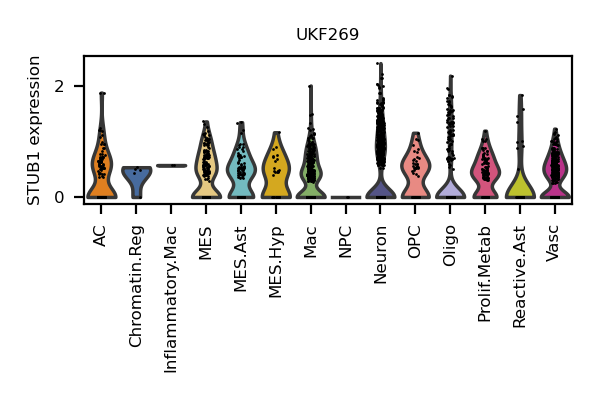 UKF269
STUB1 expression
2
0
AC
Chromatin.Reg
Inflammatory.Mac
MES
MES.Ast
MES.Hyp
Mac
NPC
Neuron
OPC
Oligo
Prolif.Metab
Reactive.Ast
Vasc